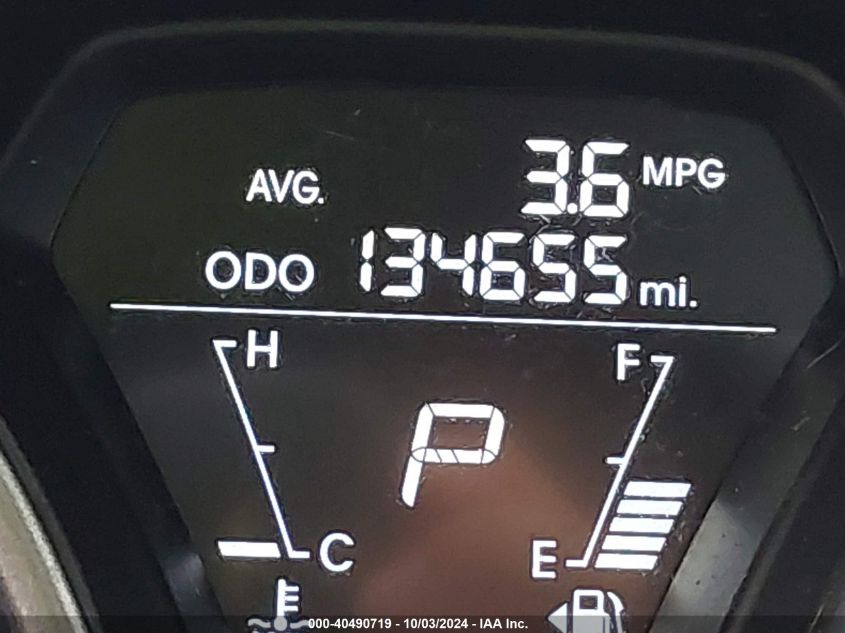 AVG. 3.6 MPG
ODO 134655 mi.
H F
P
C E
000-40490719 - 10/03/2024 - IAA Inc.